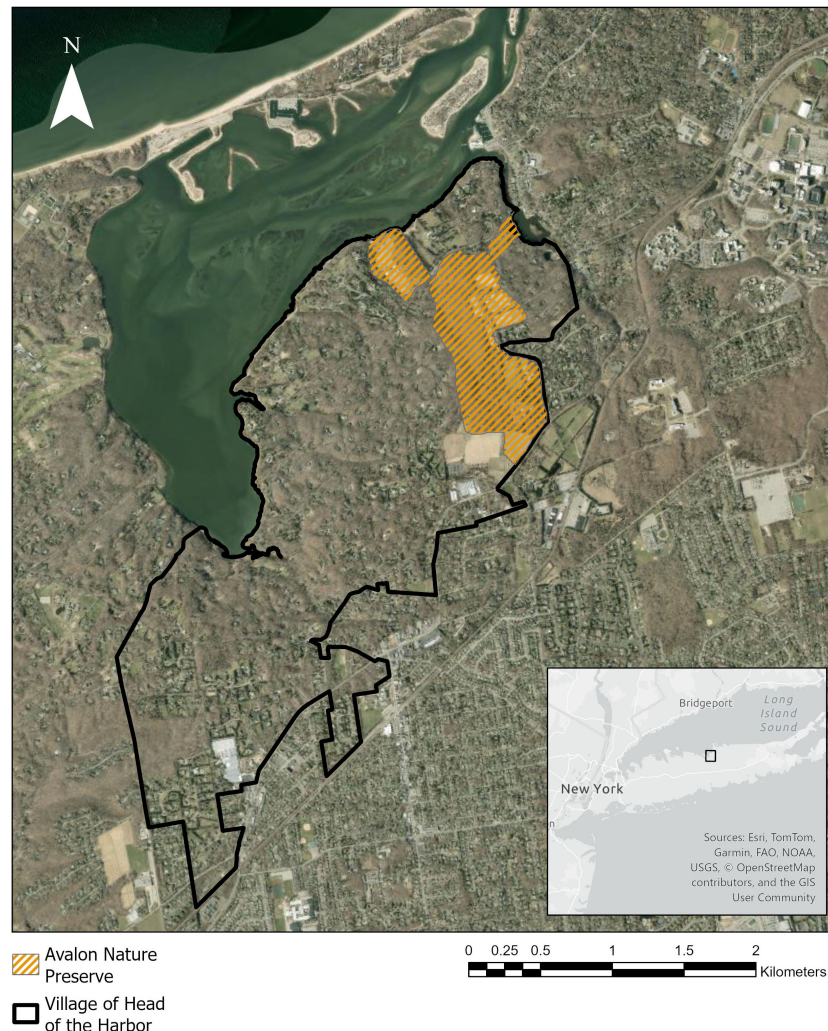 N
Bridgeport
Long
Island
Sound
New York
n
Sources: Esri, TomTom,
Garmin, FAO, NOAA,
USGS, © OpenStreetMap
contributors, and the GIS
User Community
Avalon Nature
Preserve
Village of Head
of the Harbor
0 0.25 0.5 1 1.5 2
Kilometers